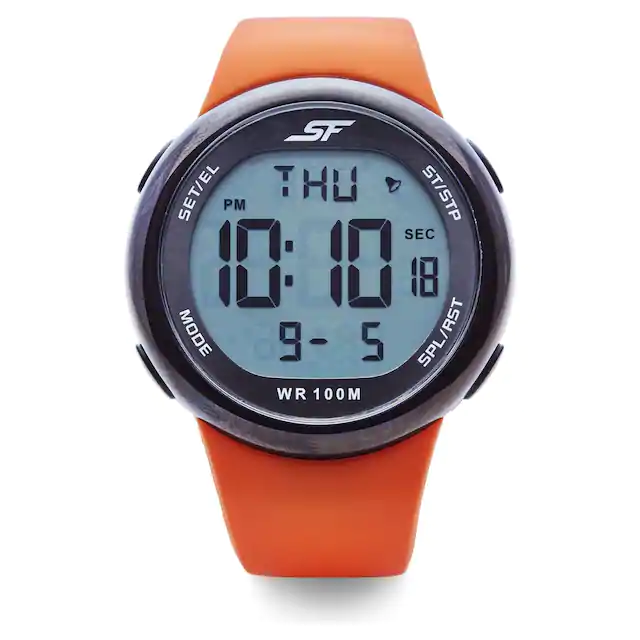 SF
SET/EL
ST/STP
THU
PM
10:10
SEC
18
9- 5
MODE
SPL/RST
WR 100M